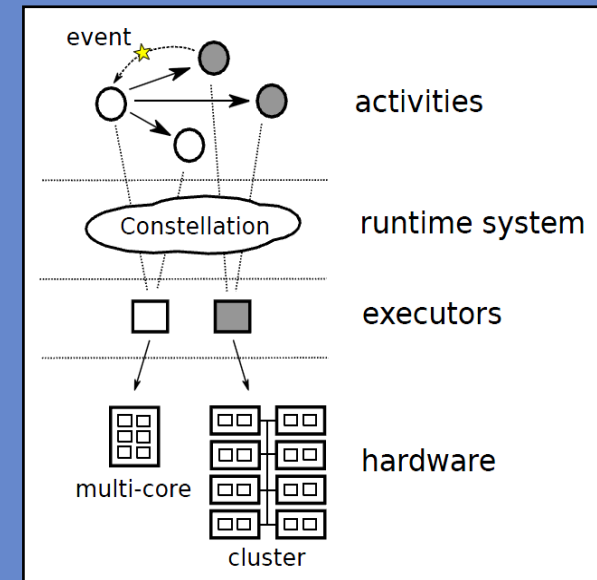 event
activities
Constellation
runtime system
executors
hardware
multi-core
cluster